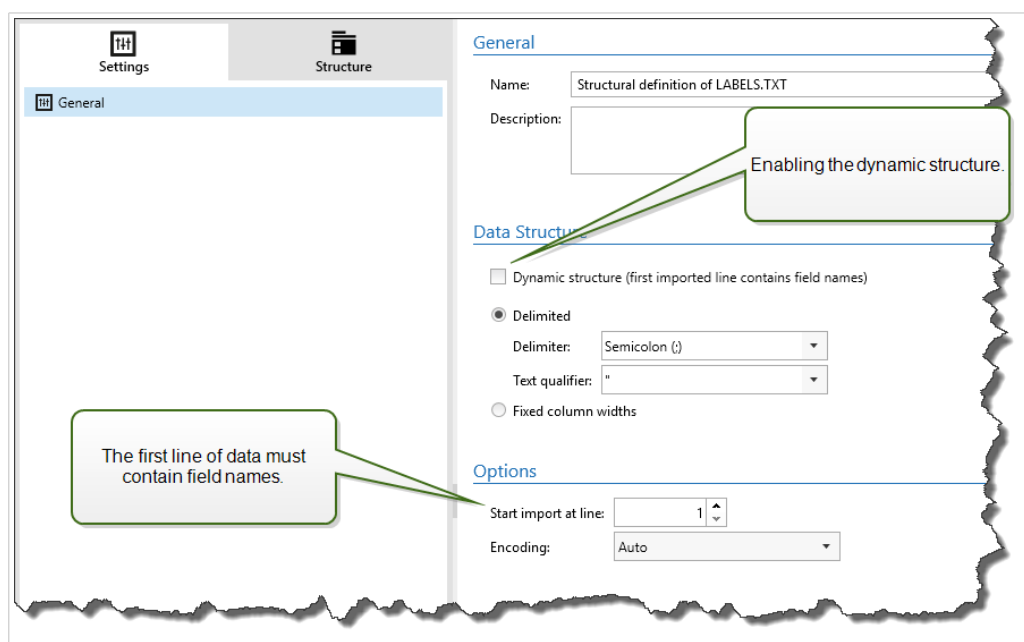 Settings
Structure
General
General
Name: Structural definition of LABELS.TXT
Description:
Enabling the dynamic structure.
Data Structure
Dynamic structure (first imported line contains field names)
Delimited
Delimiter: Semicolon (;)
Text qualifier: "
Fixed column widths
The first line of data must
contain field names.
Options
Start import at line: 1
Encoding: Auto